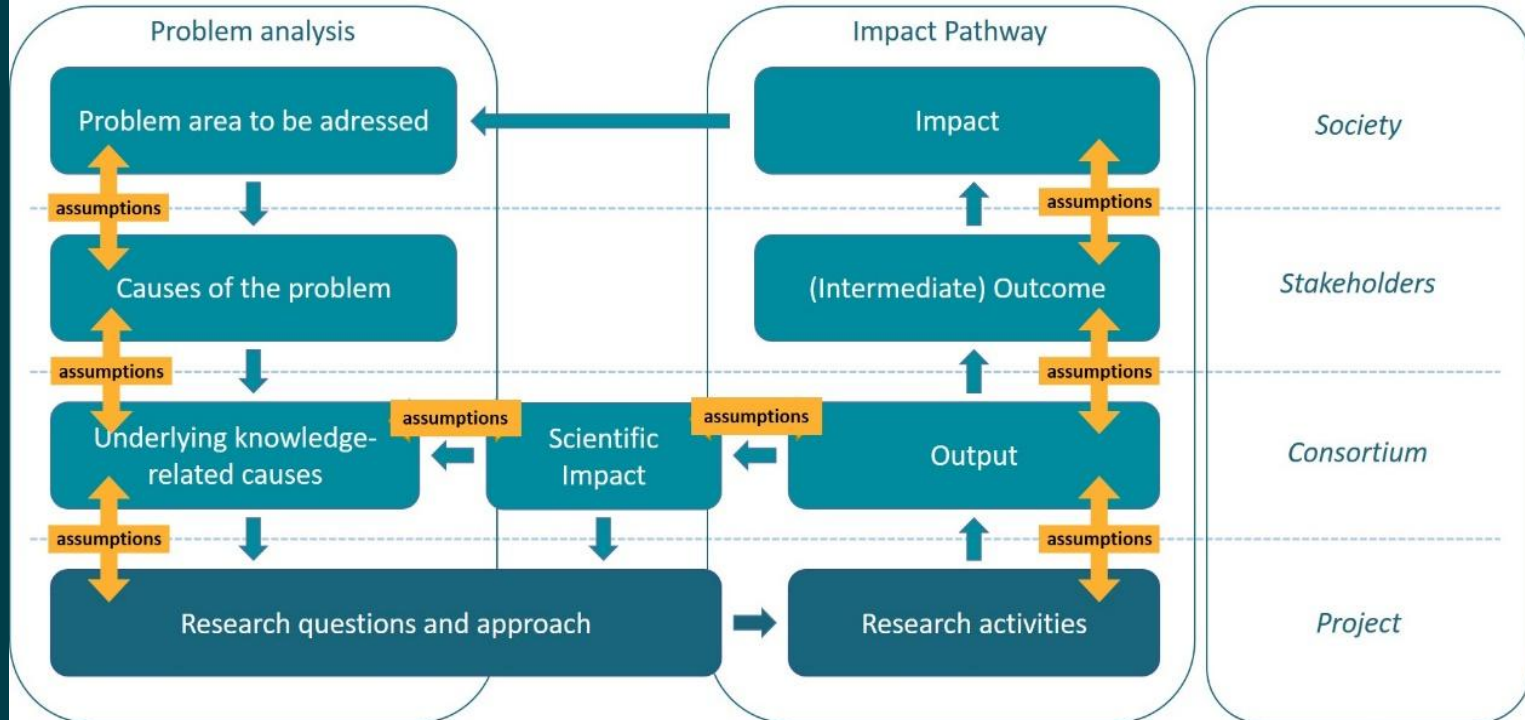 Problem analysis
Impact Pathway
Problem area to be adressed
Impact
Society
assumptions
assumptions
Causes of the problem
(Intermediate) Outcome
Stakeholders
assumptions
assumptions
assumptions
assumptions
Underlying knowledge-
related causes
Scientific
Impact
Output
Consortium
assumptions
assumptions
Research questions and approach
Research activities
Project